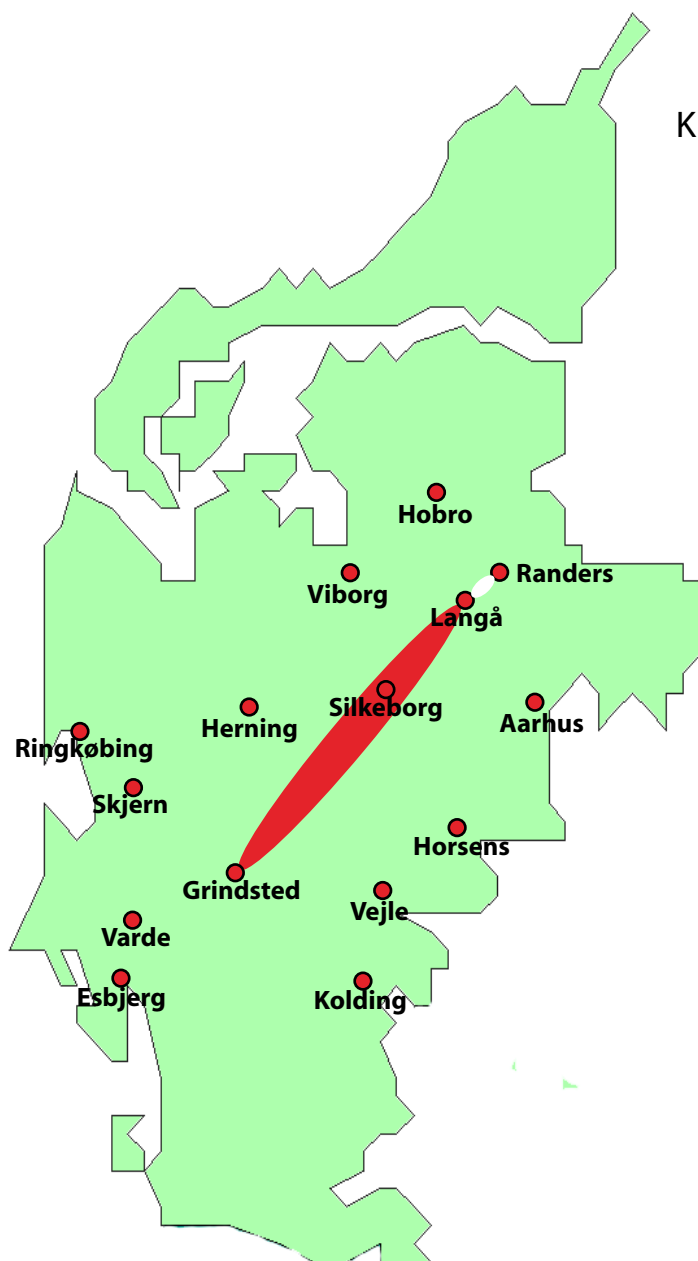 K
Hobro
Randers
Viborg
Langå
Silkeborg
Herning
Aarhus
Ringkøbing
Skjern
Horsens
Grindsted
Vejle
Varde
Esbjerg
Kolding